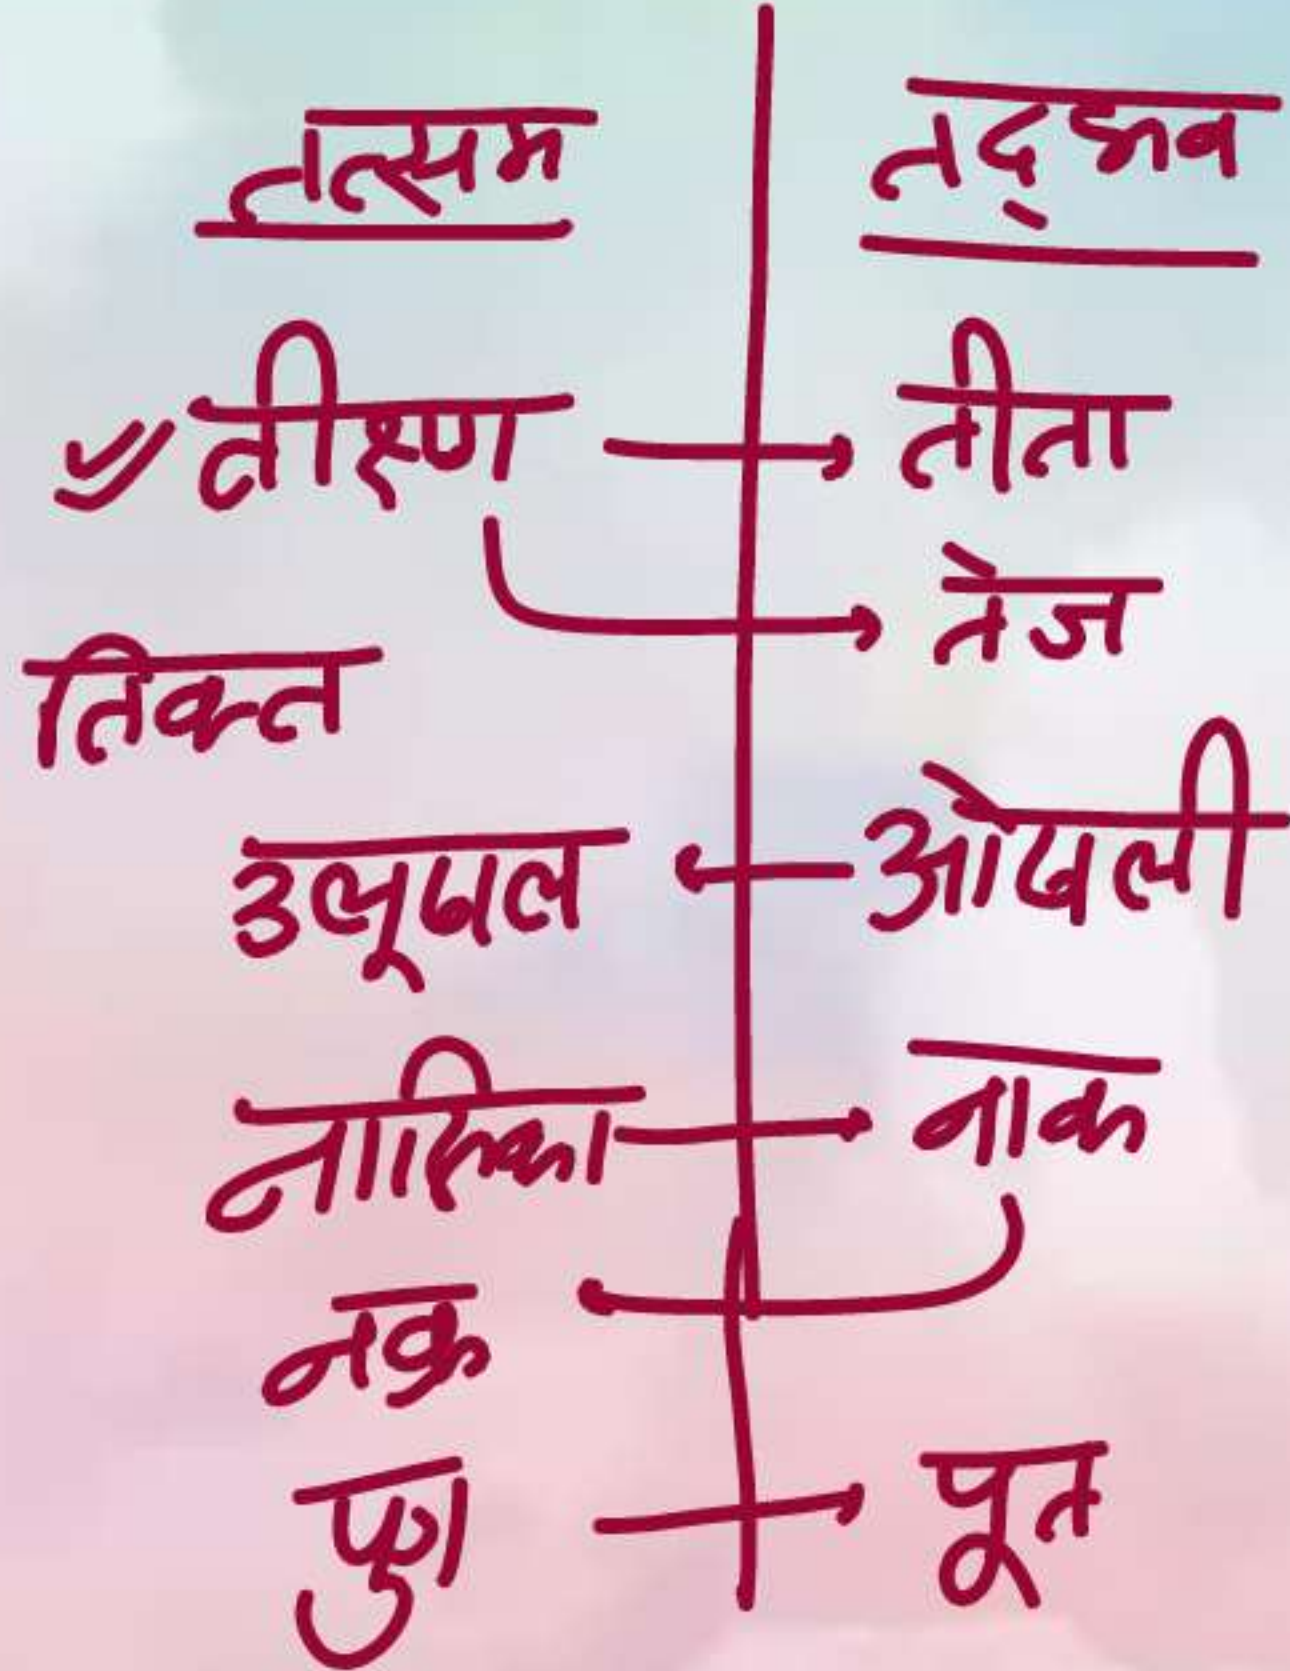 तत्सम तद्भव
तीक्ष्ण तीता
तेज
तिक्त
उलूखल ओखली
नासिका नाक
नक्र
पुत्र पूत